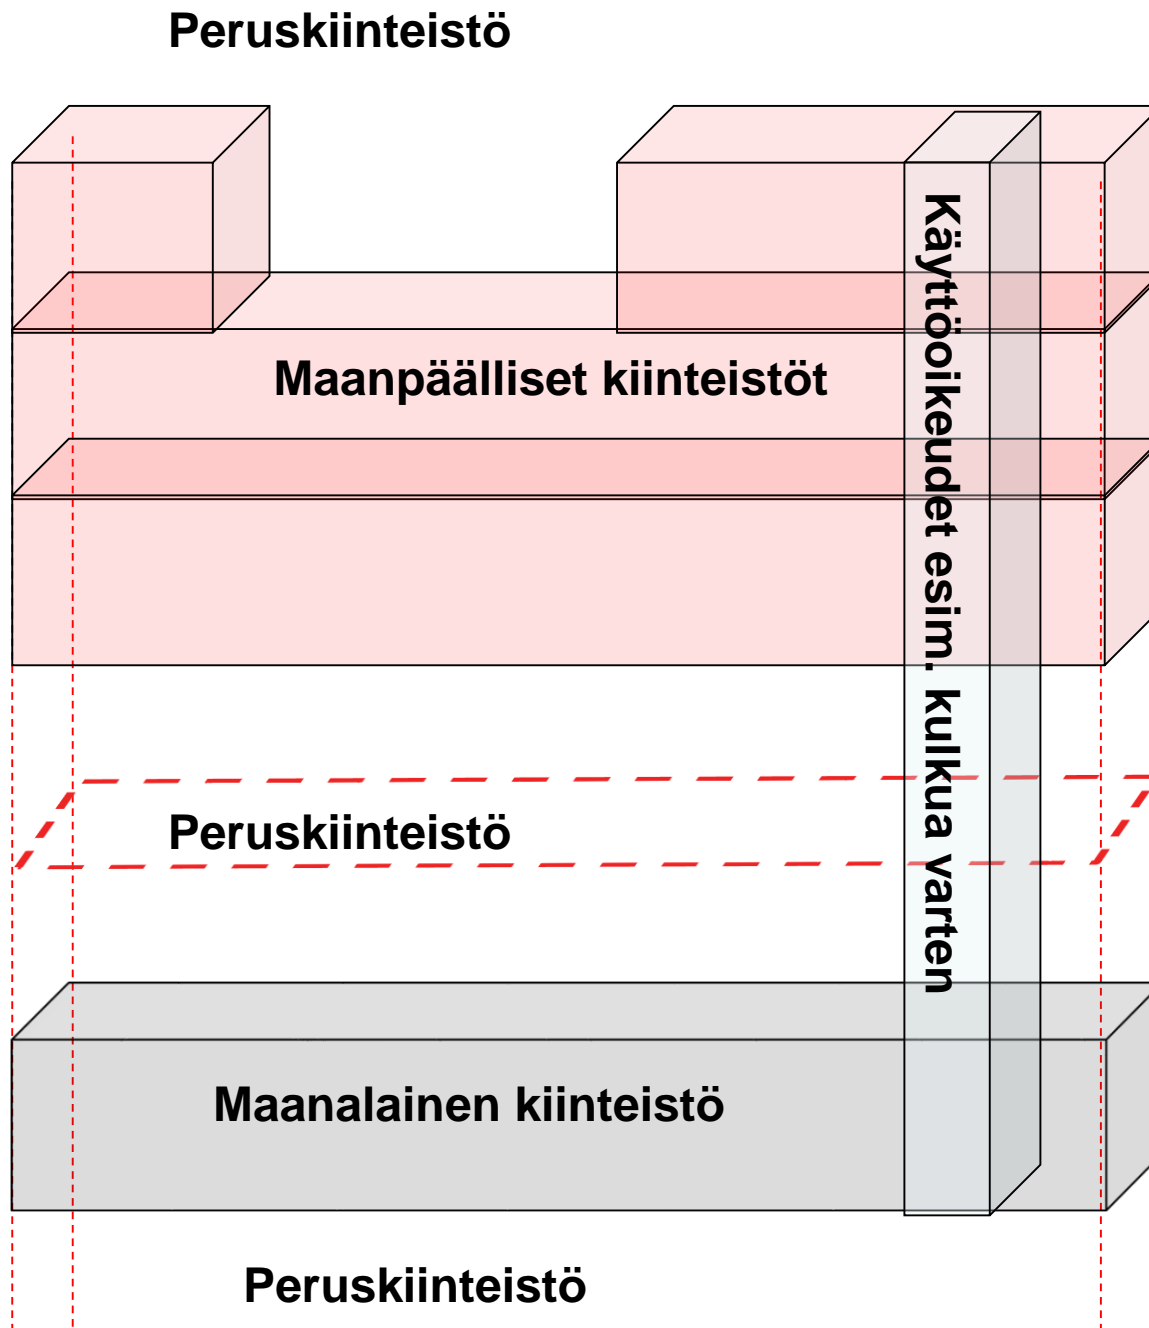 Peruskiinteistö
Käyttöoikeudet esim. kulkua varten
Maanpäälliset kiinteistöt
Peruskiinteistö
Maanalainen kiinteistö
Peruskiinteistö